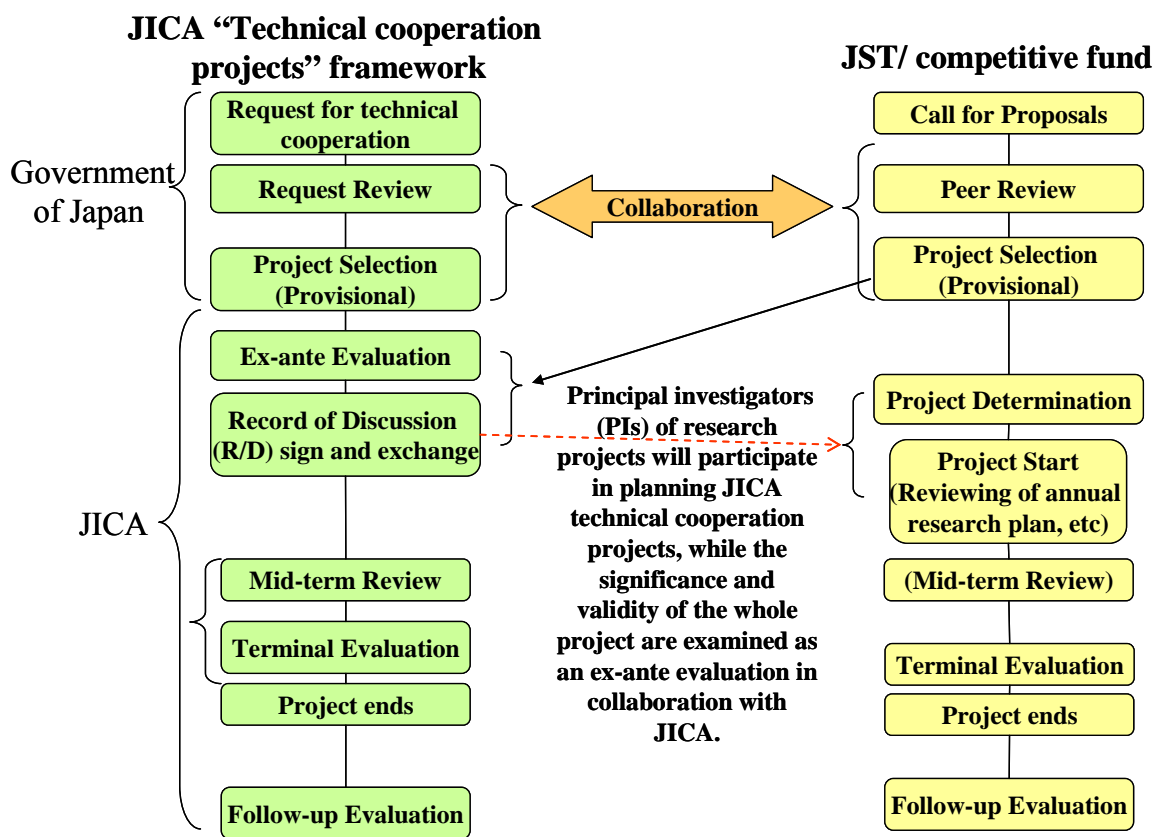 JICA “Technical cooperation
projects” framework
JST/ competitive fund
Government
of Japan
JICA
Request for technical
cooperation
Request Review
Project Selection
(Provisional)
Ex-ante Evaluation
Record of Discussion
(R/D) sign and exchange
Mid-term Review
Terminal Evaluation
Project ends
Follow-up Evaluation
Collaboration
Principal investigators
(PIs) of research
projects will participate
in planning JICA
technical cooperation
projects, while the
significance and
validity of the whole
project are examined as
an ex-ante evaluation in
collaboration with
JICA.
Call for Proposals
Peer Review
Project Selection
(Provisional)
Project Determination
Project Start
(Reviewing of annual
research plan, etc)
(Mid-term Review)
Terminal Evaluation
Project ends
Follow-up Evaluation